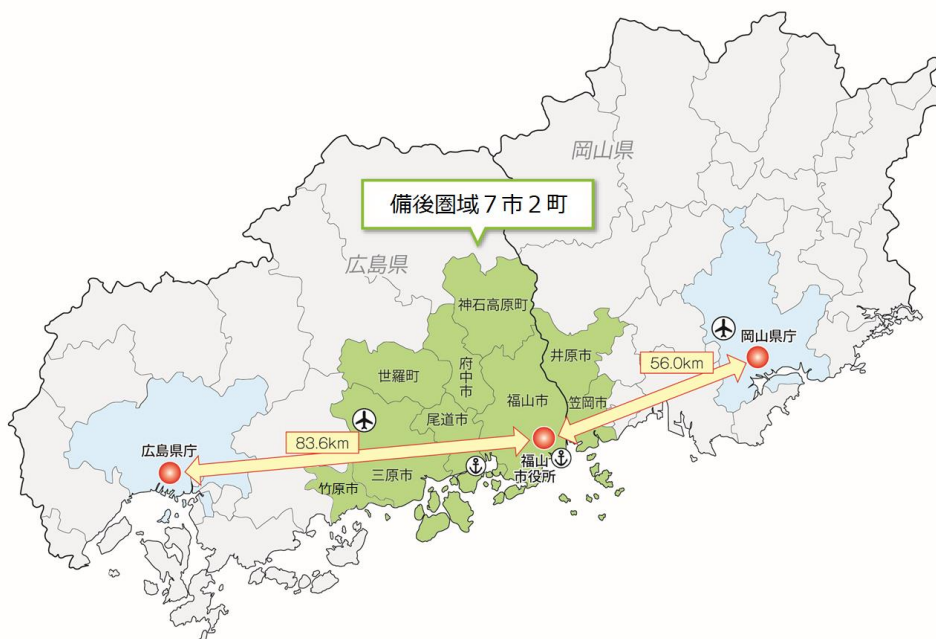 岡山県
備後圏域７市２町
広島県
神石高原町
岡山県庁
井原市
56.0km
府中市
世羅町
福山市
笠岡市
尾道市
83.6km
広島県庁
福山
市役所
三原市
竹原市